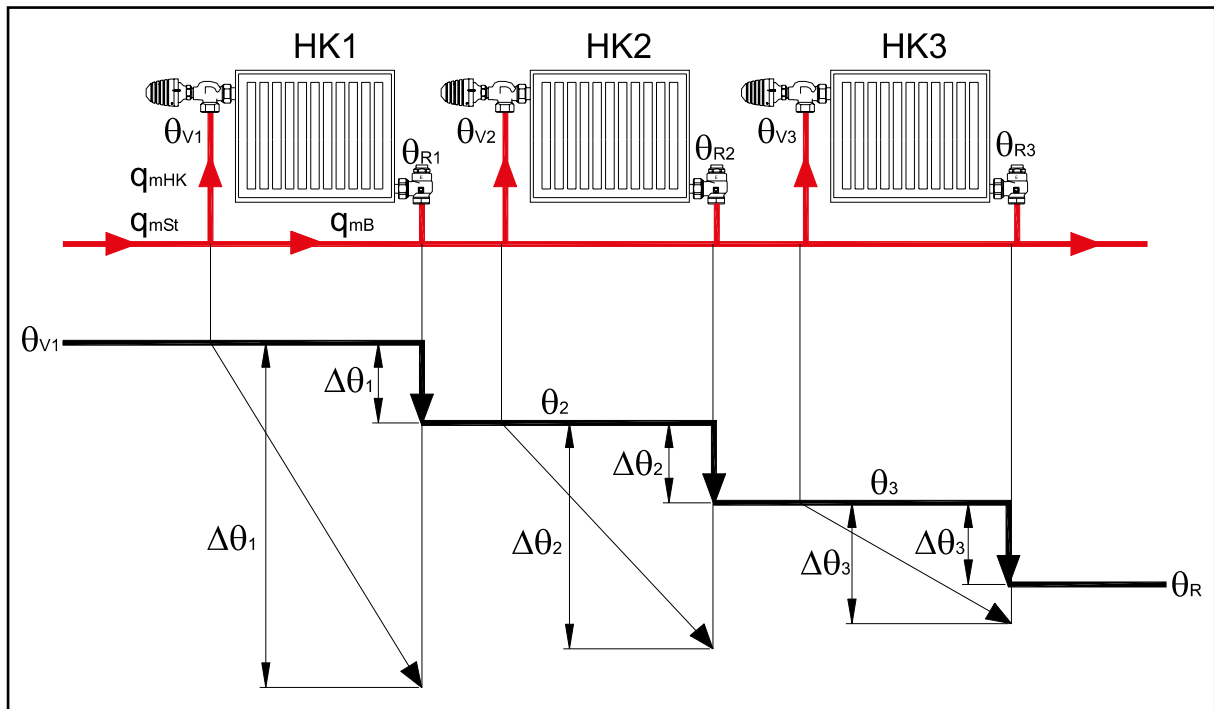 HK1 HK2 HK3
θV1 θR1 θV2 θR2 θV3 θR3
qmHK
qmSt qmB
θV1
Δθ1 θ2
Δθ2 θ3
Δθ1 Δθ2 Δθ3 Δθ3
θR